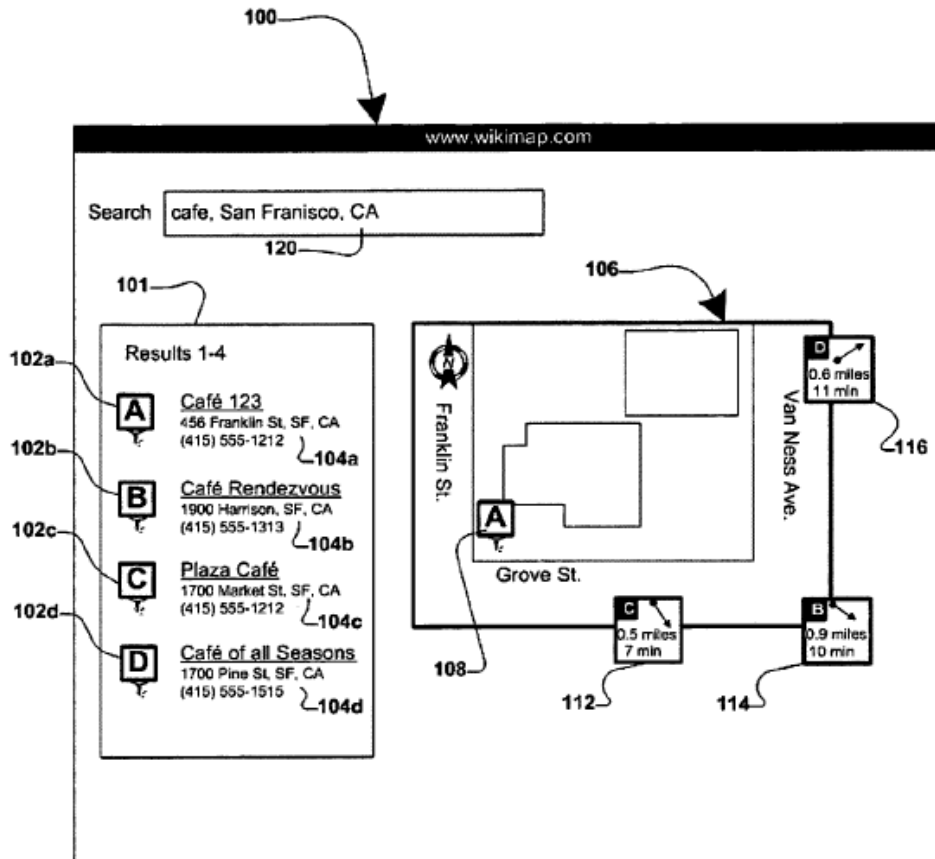 100
www.wikimap.com
Search
cafe, San Franisco, CA
120
101
Results 1-4
102a
A
Café 123
456 Franklin St, SF, CA
(415) 555-1212
104a
102b
B
Café Rendezvous
1900 Harrison, SF, CA
(415) 555-1313
104b
102c
C
Plaza Café
1700 Market St, SF, CA
(415) 555-1212
104c
102d
D
Café of all Seasons
1700 Pine St, SF, CA
(415) 555-1515
104d
106
N
Franklin St.
Van Ness Ave.
D
0.6 miles
11 min
116
A
108
Grove St.
C
0.5 miles
7 min
112
B
0.9 miles
10 min
114